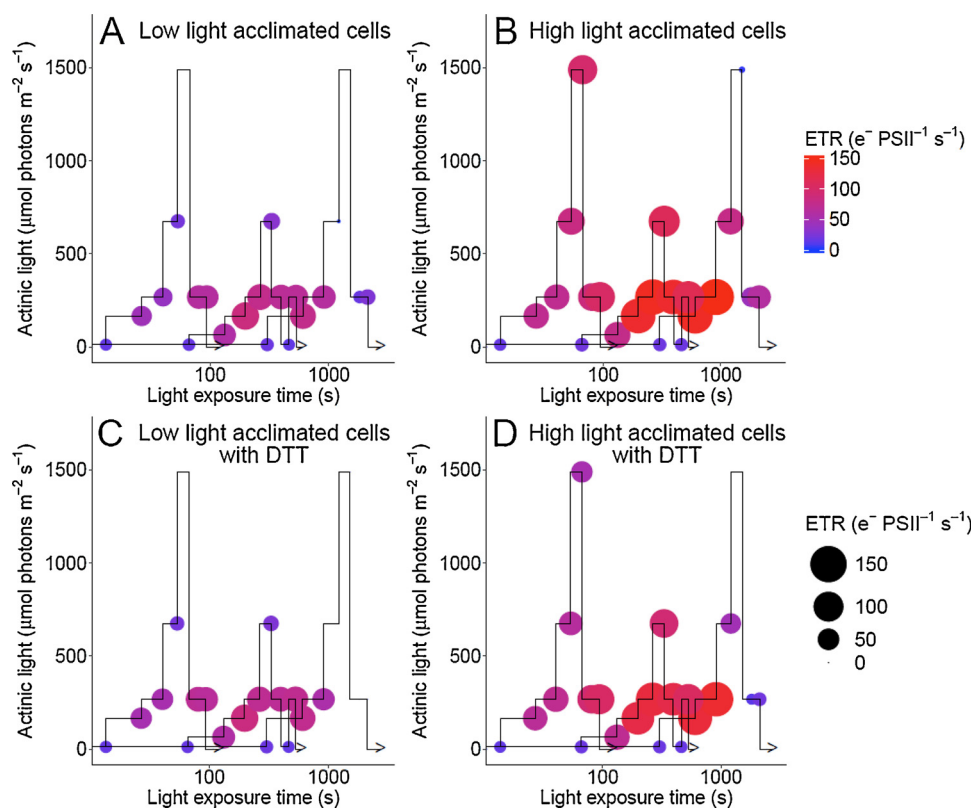 A Low light acclimated cells
Actinic light (μmol photons m⁻² s⁻¹)
1500
1000
500
0
100
1000
Light exposure time (s)
B High light acclimated cells
Actinic light (μmol photons m⁻² s⁻¹)
1500
1000
500
0
100
1000
Light exposure time (s)
ETR (e⁻ PSII⁻¹ s⁻¹)
150
100
50
0
C Low light acclimated cells
with DTT
Actinic light (μmol photons m⁻² s⁻¹)
1500
1000
500
0
100
1000
Light exposure time (s)
D High light acclimated cells
with DTT
Actinic light (μmol photons m⁻² s⁻¹)
1500
1000
500
0
100
1000
Light exposure time (s)
ETR (e⁻ PSII⁻¹ s⁻¹)
150
100
50
0